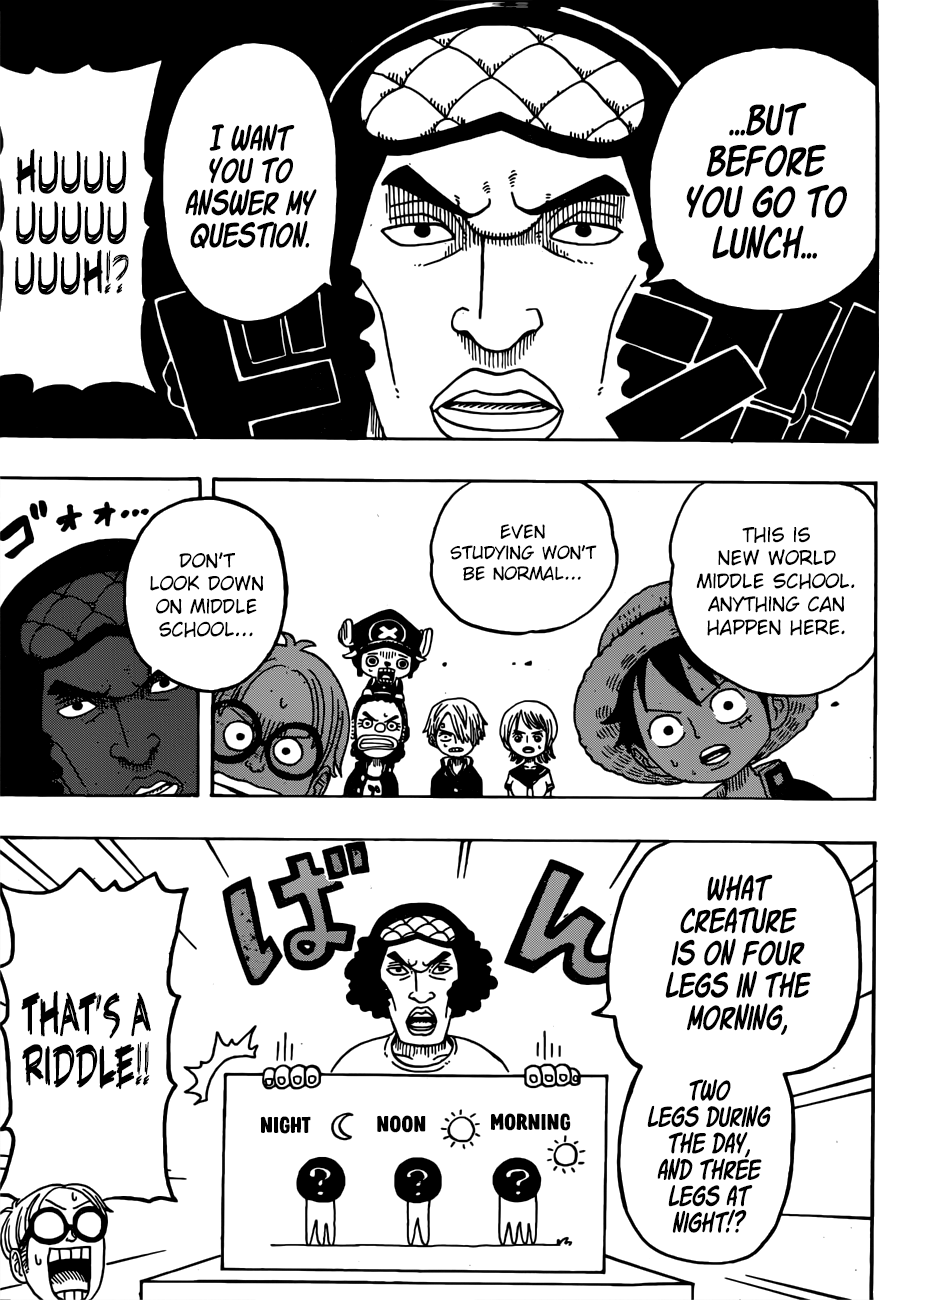 ...BUT
BEFORE
YOU GO TO
LUNCH...
I WANT
YOU TO
ANSWER MY
QUESTION.
HUUUU
UUUUU
UUUH!?
THIS IS
NEW WORLD
MIDDLE SCHOOL.
ANYTHING CAN
HAPPEN HERE.
EVEN
STUDYING WON'T
BE NORMAL...
DON'T
LOOK DOWN
ON MIDDLE
SCHOOL...
ゴォォ...
WHAT
CREATURE
IS ON FOUR
LEGS IN THE
MORNING,
TWO
LEGS DURING
THE DAY,
AND THREE
LEGS AT
NIGHT!?
ばん
NIGHT NOON MORNING
? ? ?
THAT'S A
RIDDLE!!